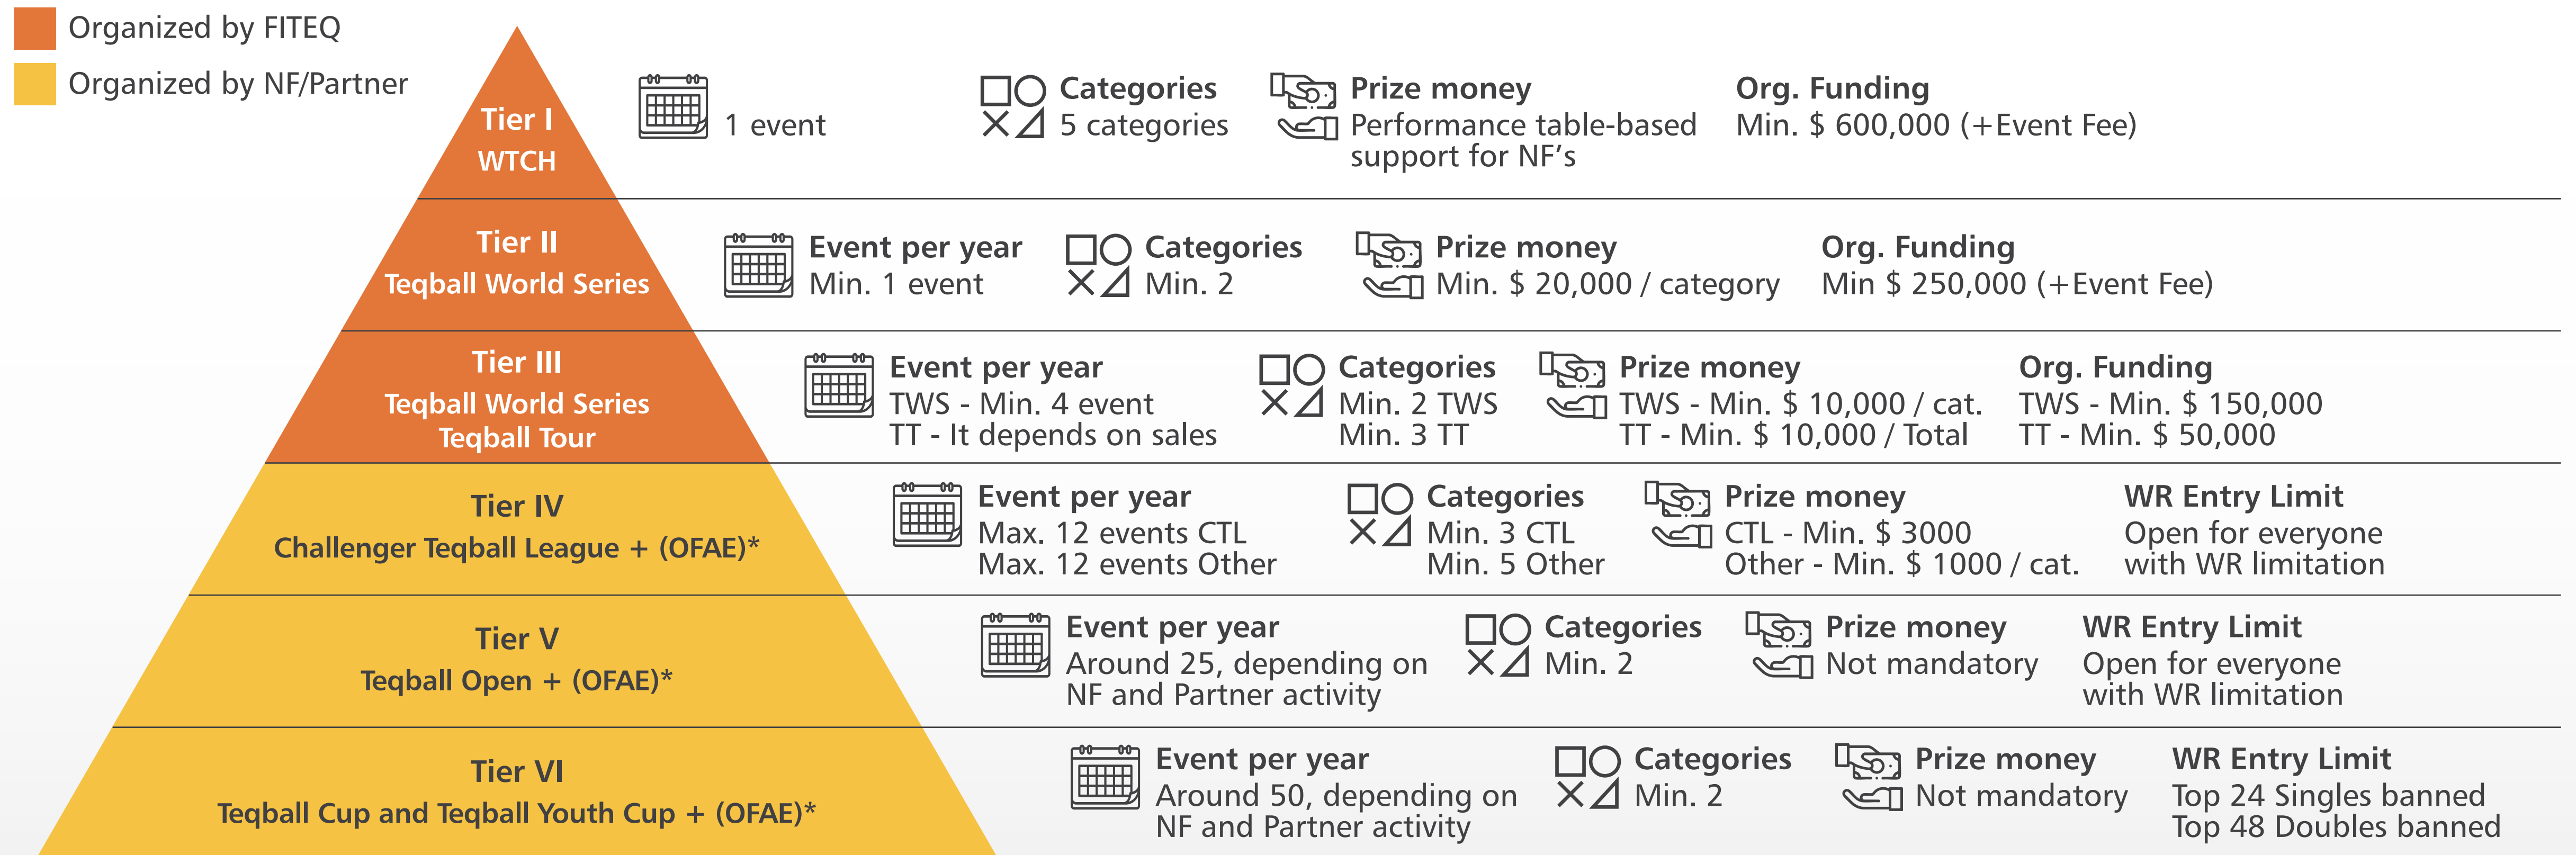 Organized by FITEQ
Organized by NF/Partner
Tier I
WTCH
1 event
Categories
5 categories
Prize money
Performance table-based
support for NF’s
Org. Funding
Min. $ 600,000 (+Event Fee)
Tier II
Teqball World Series
Event per year
Min. 1 event
Categories
Min. 2
Prize money
Min. $ 20,000 / category
Org. Funding
Min $ 250,000 (+Event Fee)
Tier III
Teqball World Series
Teqball Tour
Event per year
TWS - Min. 4 event
TT - It depends on sales
Categories
Min. 2 TWS
Min. 3 TT
Prize money
TWS - Min. $ 10,000 / cat.
TT - Min. $ 10,000 / Total
Org. Funding
TWS - Min. $ 150,000
TT - Min. $ 50,000
Tier IV
Challenger Teqball League + (OFAE)*
Event per year
Max. 12 events CTL
Max. 12 events Other
Categories
Min. 3 CTL
Min. 5 Other
Prize money
CTL - Min. $ 3000
Other - Min. $ 1000 / cat.
WR Entry Limit
Open for everyone
with WR limitation
Tier V
Teqball Open + (OFAE)*
Event per year
Around 25, depending on
NF and Partner activity
Categories
Min. 2
Prize money
Not mandatory
WR Entry Limit
Open for everyone
with WR limitation
Tier VI
Teqball Cup and Teqball Youth Cup + (OFAE)*
Event per year
Around 50, depending on
NF and Partner activity
Categories
Min. 2
Prize money
Not mandatory
WR Entry Limit
Top 24 Singles banned
Top 48 Doubles banned